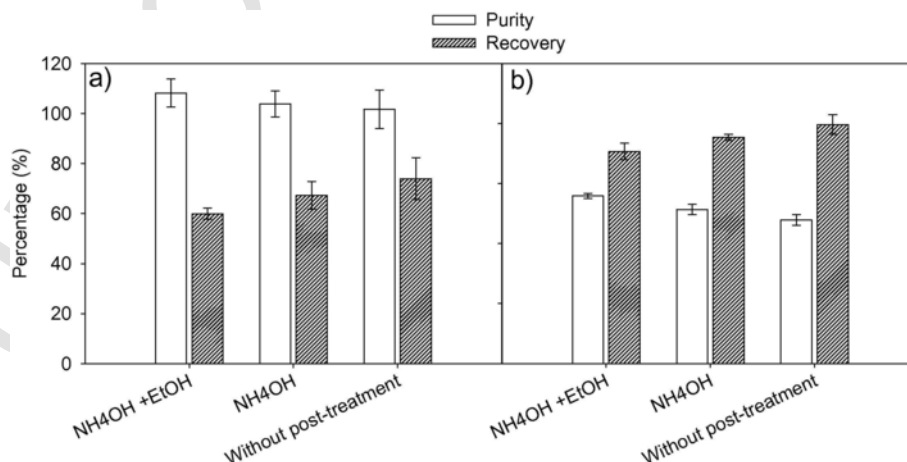 Purity
Recovery
120
100
80
60
40
20
0
Percentage (%)
a)
b)
NH4OH +EtOH
NH4OH
Without post-treatment
NH4OH +EtOH
NH4OH
Without post-treatment